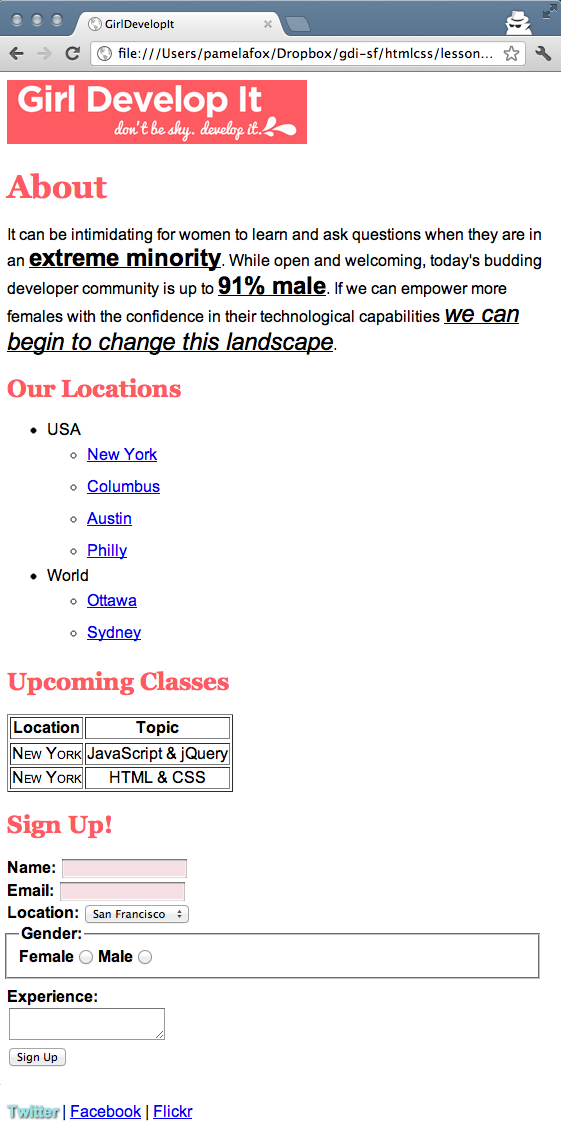 GirlDevelopIt
file:///Users/pamelafox/Dropbox/gdi-sf/htmlcss/lesson...
Girl Develop It
don't be shy. develop it.
About
It can be intimidating for women to learn and ask questions when they are in
an extreme minority. While open and welcoming, today's budding
developer community is up to 91% male. If we can empower more
females with the confidence in their technological capabilities we can
begin to change this landscape.
Our Locations
USA
New York
Columbus
Austin
Philly
World
Ottawa
Sydney
Upcoming Classes
Location Topic
New York JavaScript & jQuery
New York HTML & CSS
Sign Up!
Name:
Email:
Location: San Francisco
Gender:
Female Male
Experience:
Sign Up
Twitter | Facebook | Flickr